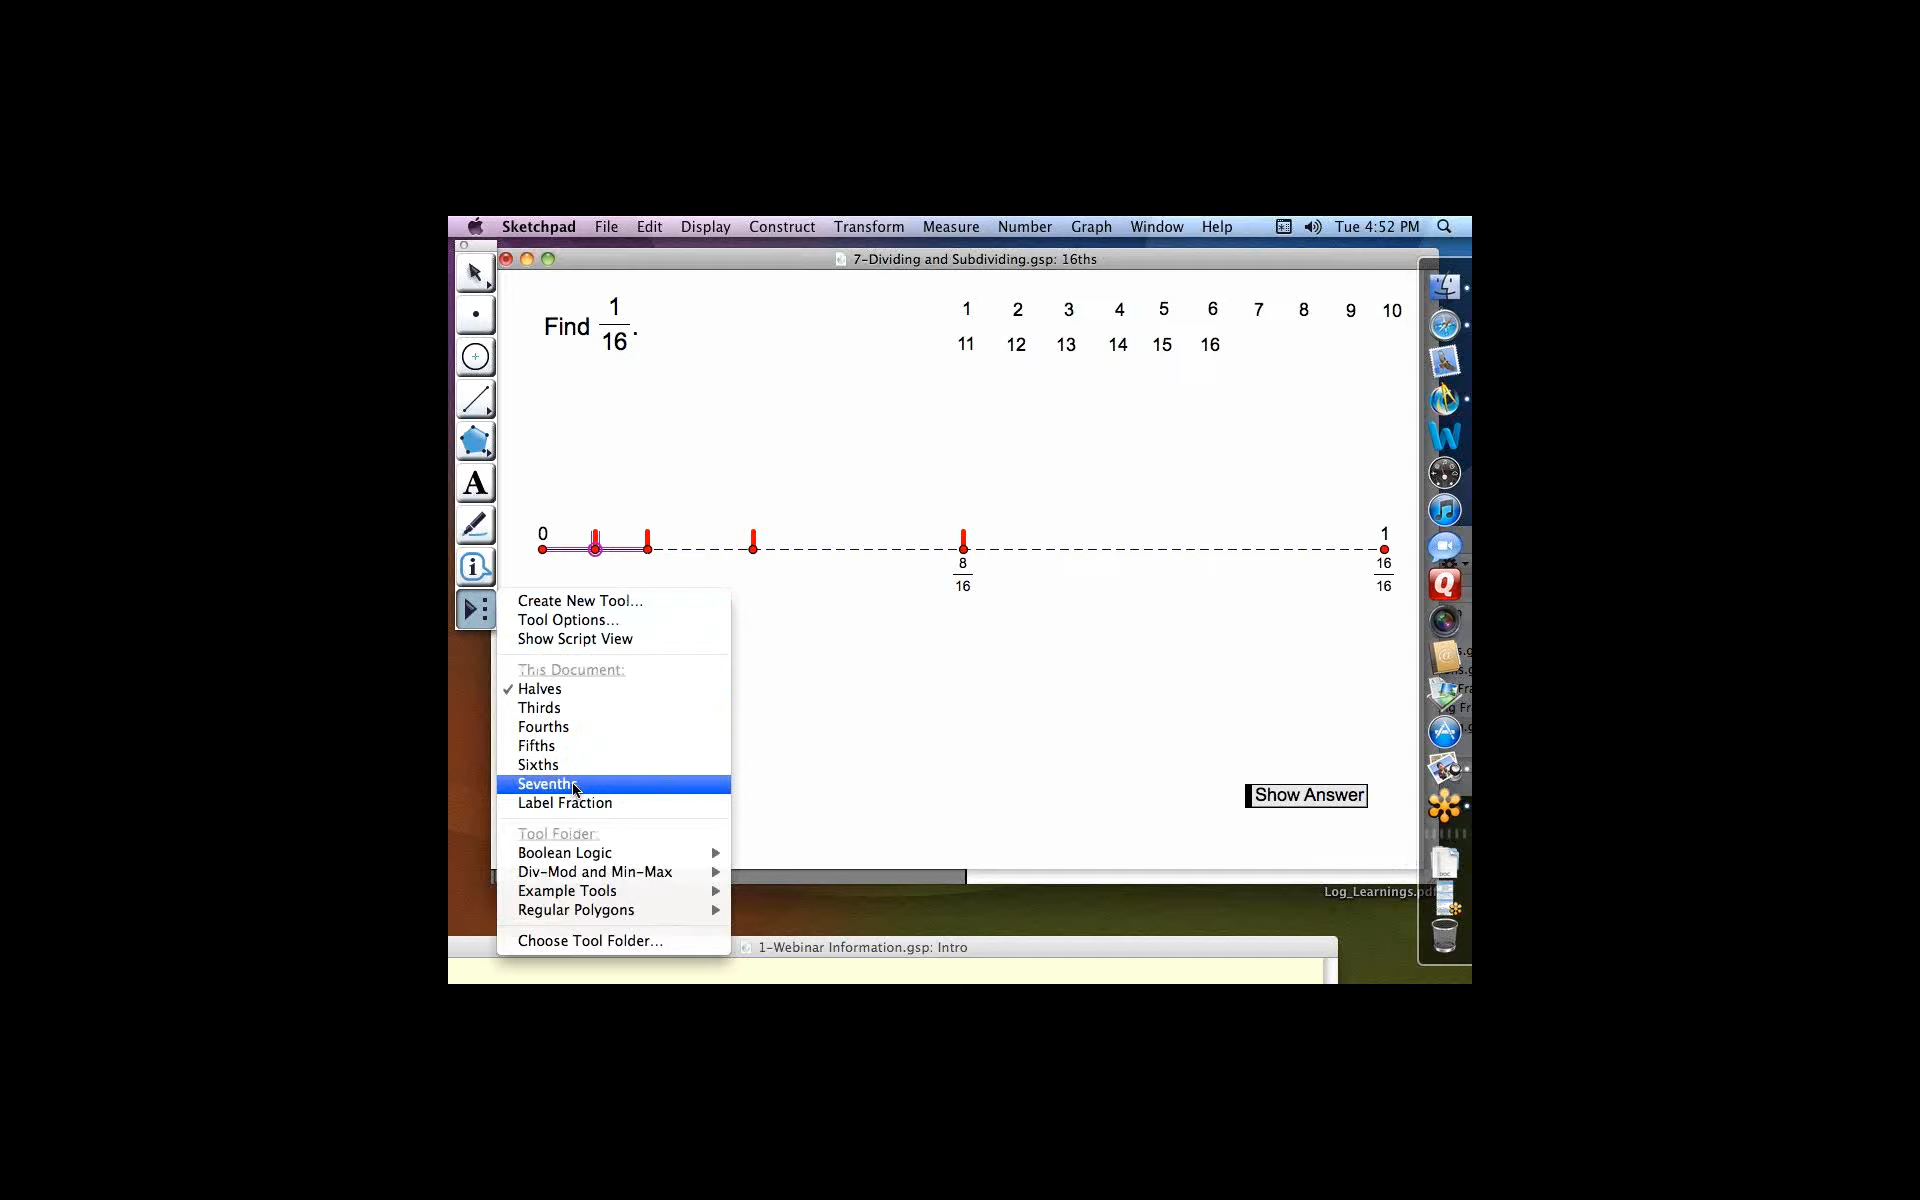 Sketchpad File Edit Display Construct Transform Measure Number Graph Window Help Tue 4:52 PM
7-Dividing and Subdividing.gsp: 16ths
Find 1/16.
1 2 3 4 5 6 7 8 9 10
11 12 13 14 15 16
A
0 1
8/16 16/16
Create New Tool...
Tool Options...
Show Script View
This Document:
✓ Halves
Thirds
Fourths
Fifths
Sixths
Sevenths
Label Fraction
Show Answer
Tool Folder:
Boolean Logic
Div-Mod and Min-Max
Example Tools
Regular Polygons
Choose Tool Folder...
Log_Learnings.pd
1-Webinar Information.gsp: Intro